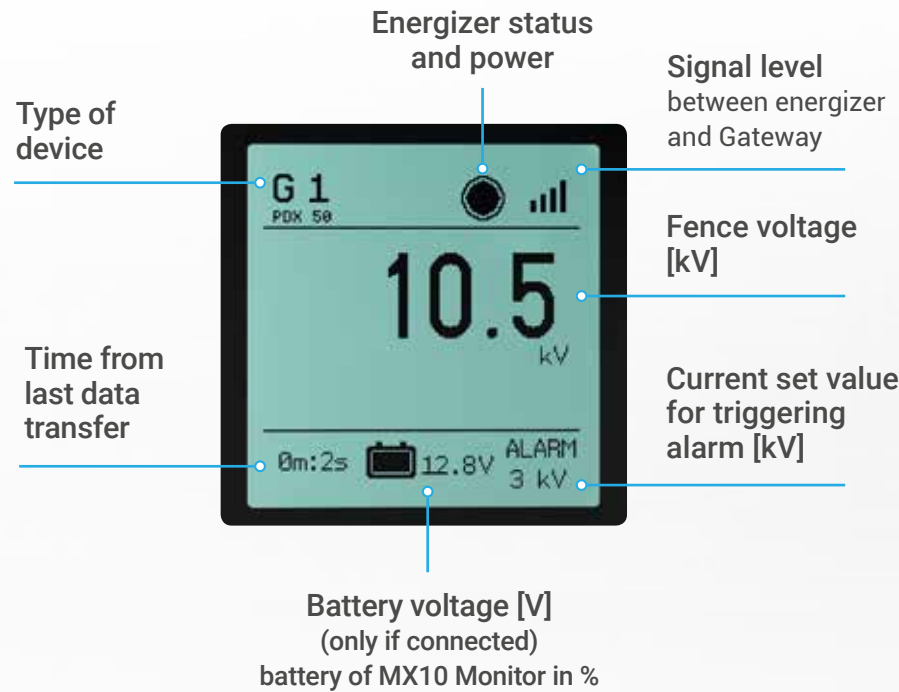 Energizer status
and power
Signal level
between energizer
and Gateway
Type of
device
G 1
PDX 50
Fence voltage
[kV]
10.5
kV
Time from
last data
transfer
Current set value
for triggering
alarm [kV]
0m:2s
12.8V
ALARM
3 kV
Battery voltage [V]
(only if connected)
battery of MX10 Monitor in %